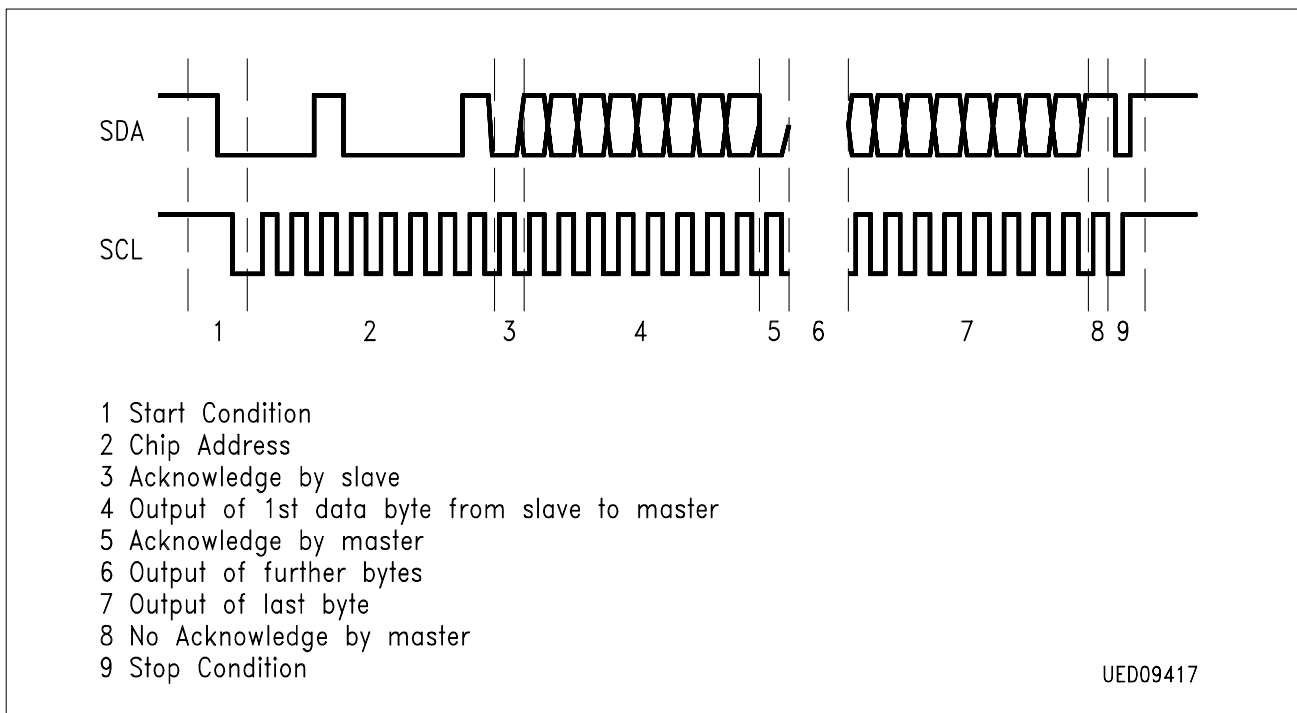 SDA
SCL
1 2 3 4 5 6 7 8 9
1 Start Condition
2 Chip Address
3 Acknowledge by slave
4 Output of 1st data byte from slave to master
5 Acknowledge by master
6 Output of further bytes
7 Output of last byte
8 No Acknowledge by master
9 Stop Condition
UED09417